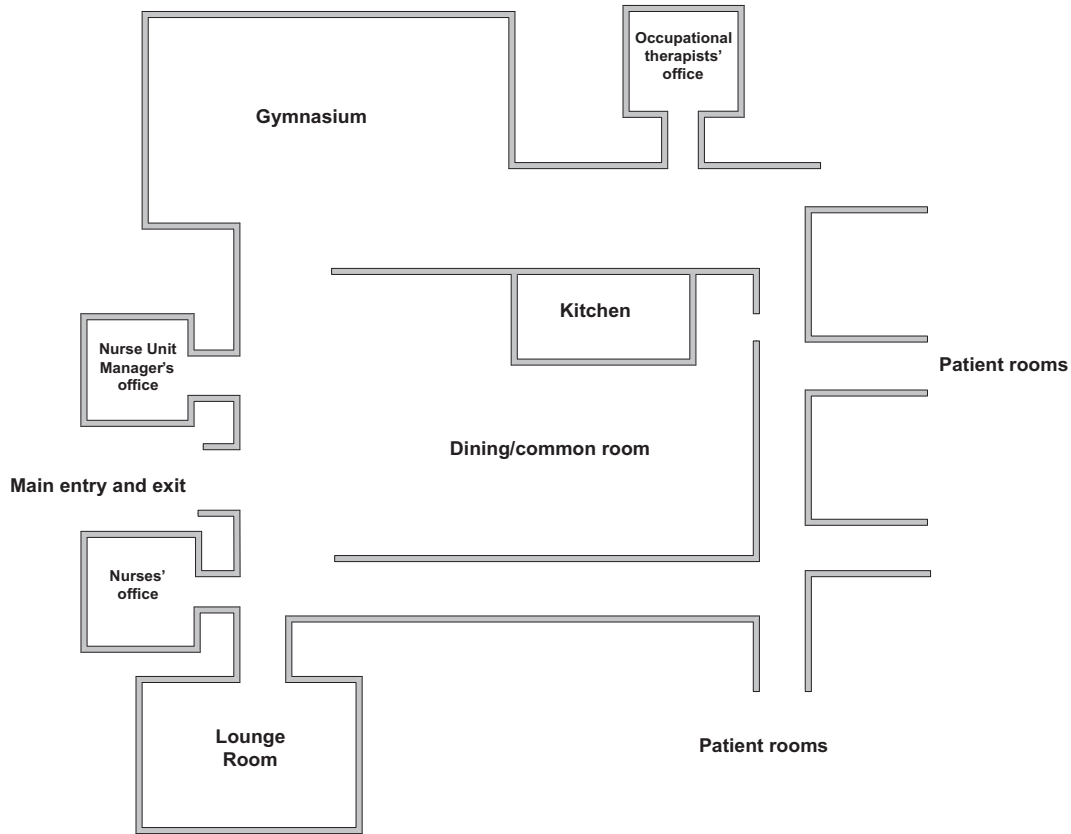 Occupational
therapists'
office
Gymnasium
Kitchen
Nurse Unit
Manager's
office
Patient rooms
Dining/common room
Main entry and exit
Nurses'
office
Lounge
Room
Patient rooms